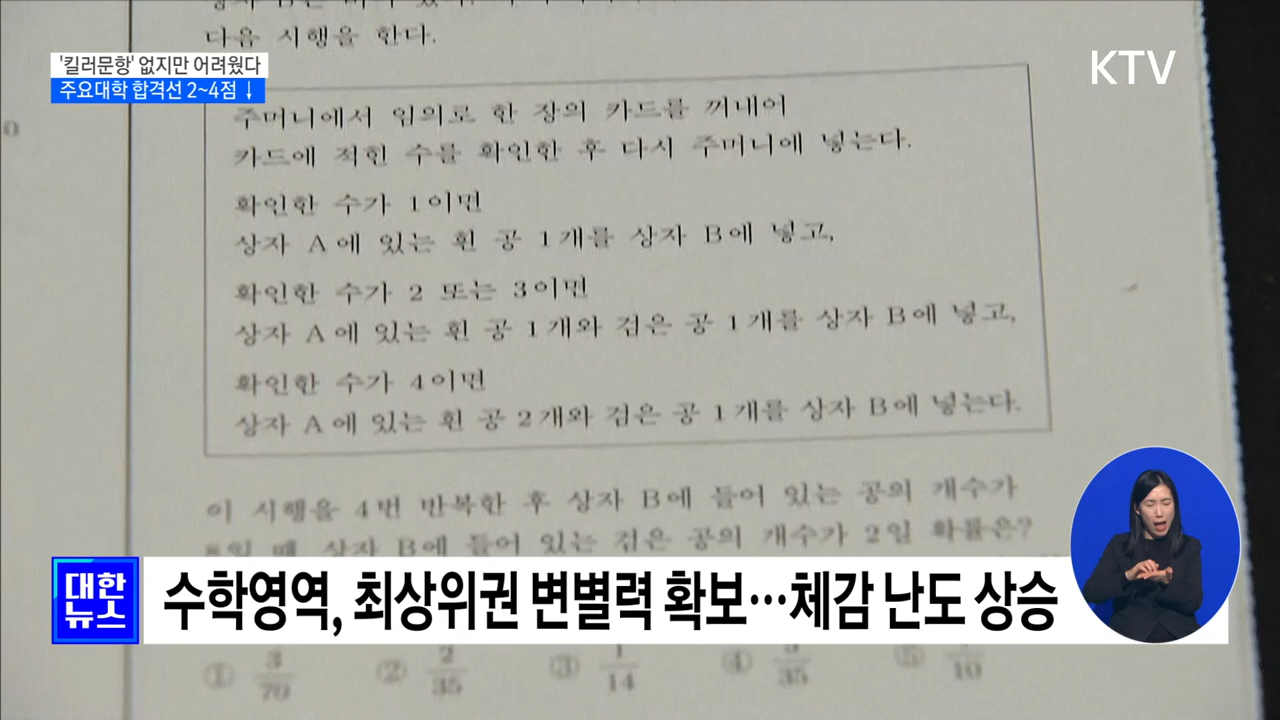 다음 시행을 한다.
'킬러문항' 없지만 어려웠다
주요대학 합격선 2~4점 ↓
KTV
주머니에서 임의로 한 장의 카드를 꺼내어
카드에 적힌 수를 확인한 후 다시 주머니에 넣는다.
확인한 수가 1이면
상자 A에 있는 흰 공 1개를 상자 B에 넣고,
확인한 수가 2 또는 3이면
상자 A에 있는 흰 공 1개와 검은 공 1개를 상자 B에 넣고,
확인한 수가 4이면
상자 A에 있는 흰 공 2개와 검은 공 1개를 상자 B에 넣는다.
이 시행을 4번 반복한 후 상자 B에 들어 있는 공의 개수가
8일 때, 상자 B에 들어 있는 검은 공의 개수가 2일 확률은?
대한
뉴스
수학영역, 최상위권 변별력 확보…체감 난도 상승
① 3/70 ② 2/35 ③ 1/14 ④ 3/35 ⑤ /10